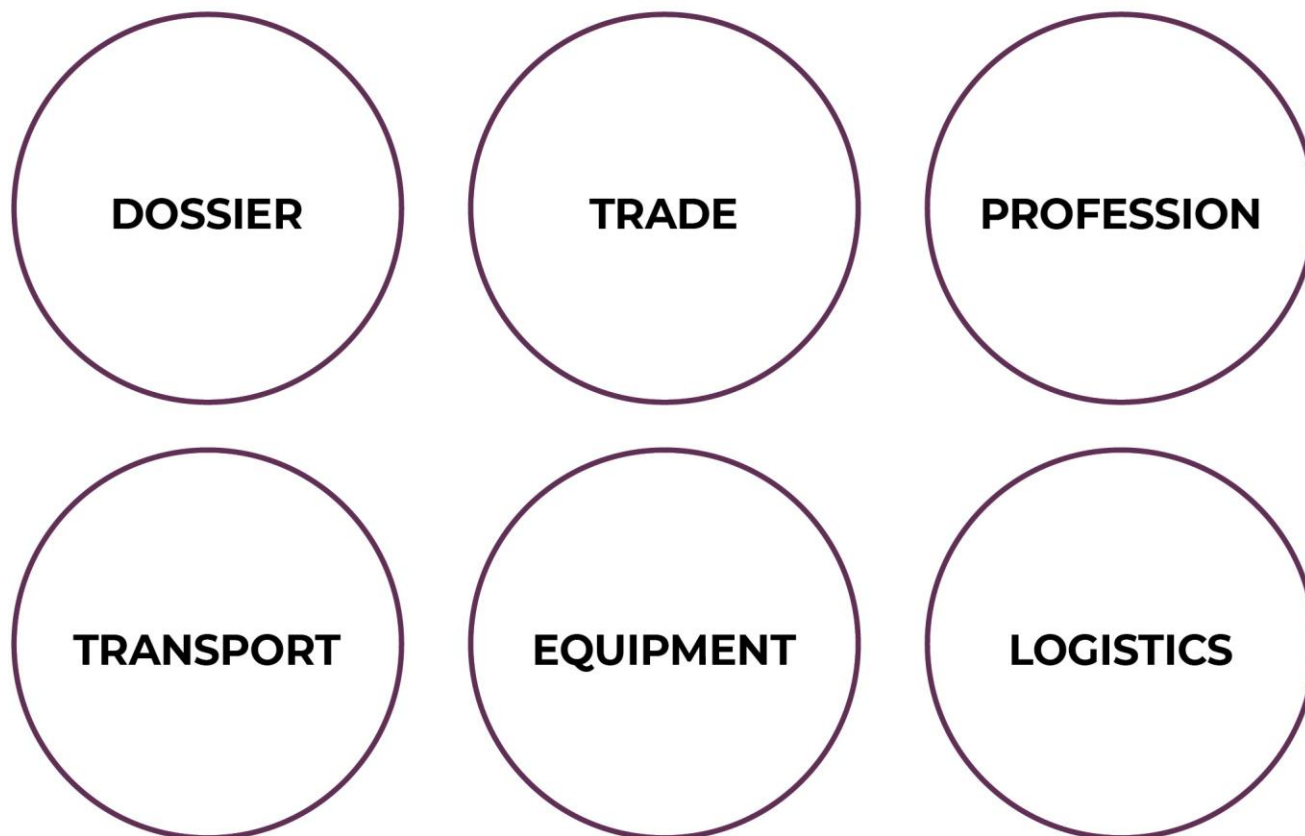 DOSSIER
TRADE
PROFESSION
TRANSPORT
EQUIPMENT
LOGISTICS